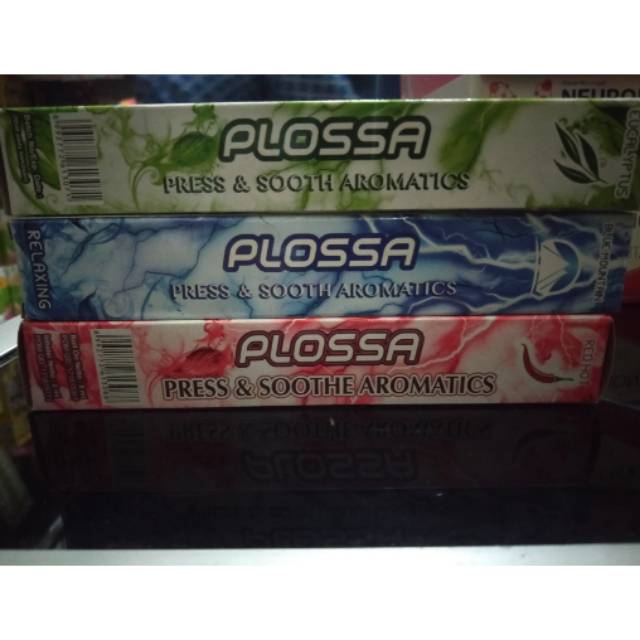 NEURO
PLOSSA
PRESS & SOOTH AROMATICS
EUCALYPTUS
RELAXING
PLOSSA
PRESS & SOOTH AROMATICS
BLUE MOUNTAIN
PLOSSA
PRESS & SOOTHE AROMATICS
RED HOT